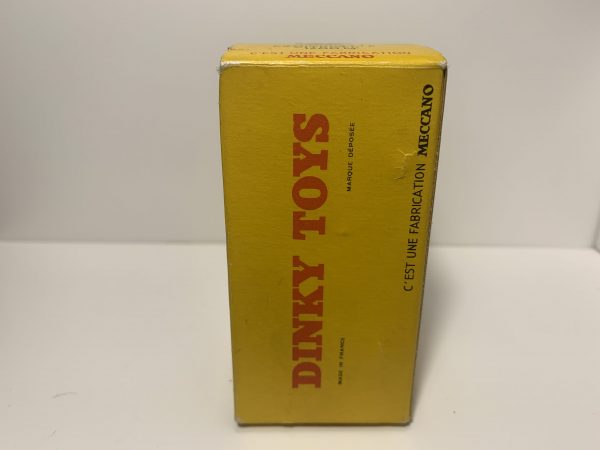 C'EST UNE FABRICATION
MECCANO
DINKY TOYS
MADE IN FRANCE
MARQUE DÉPOSÉE
C'EST UNE FABRICATION MECCANO